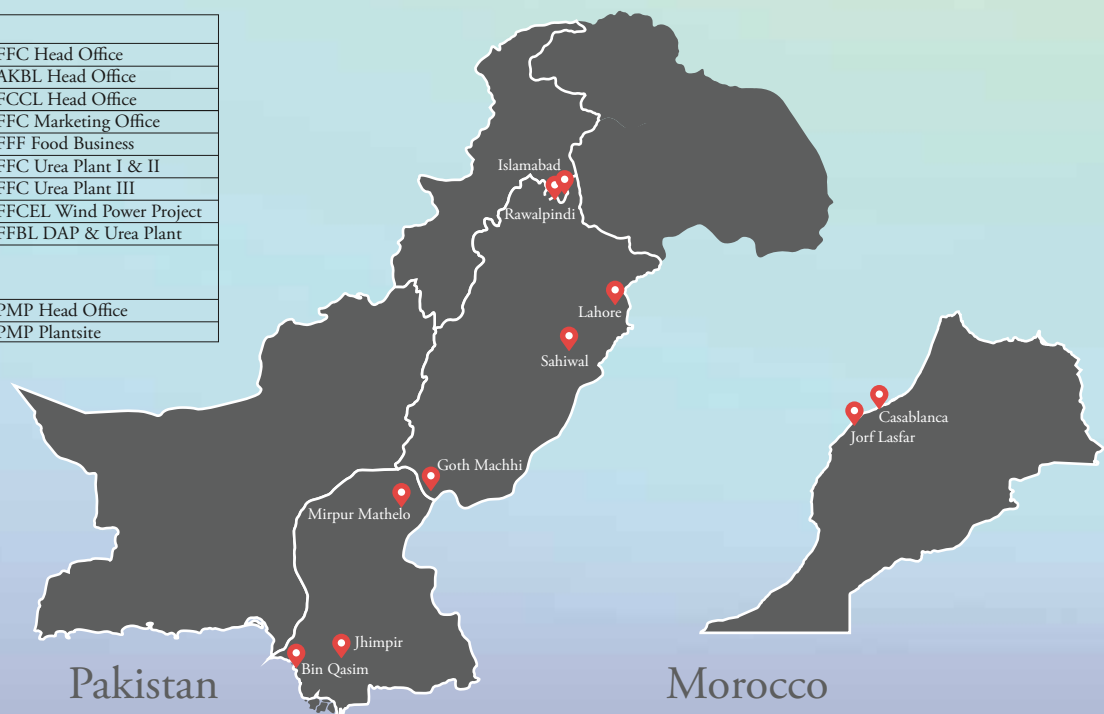 FFC Head Office
AKBL Head Office
FCCL Head Office
FFC Marketing Office
FFF Food Business
FFC Urea Plant I & II
FFC Urea Plant III
FFCEL Wind Power Project
FFBL DAP & Urea Plant
PMP Head Office
PMP Plantsite
Islamabad
Rawalpindi
Lahore
Sahiwal
Goth Machhi
Mirpur Mathelo
Jhimpir
Bin Qasim
Pakistan
Casablanca
Jorf Lasfar
Morocco